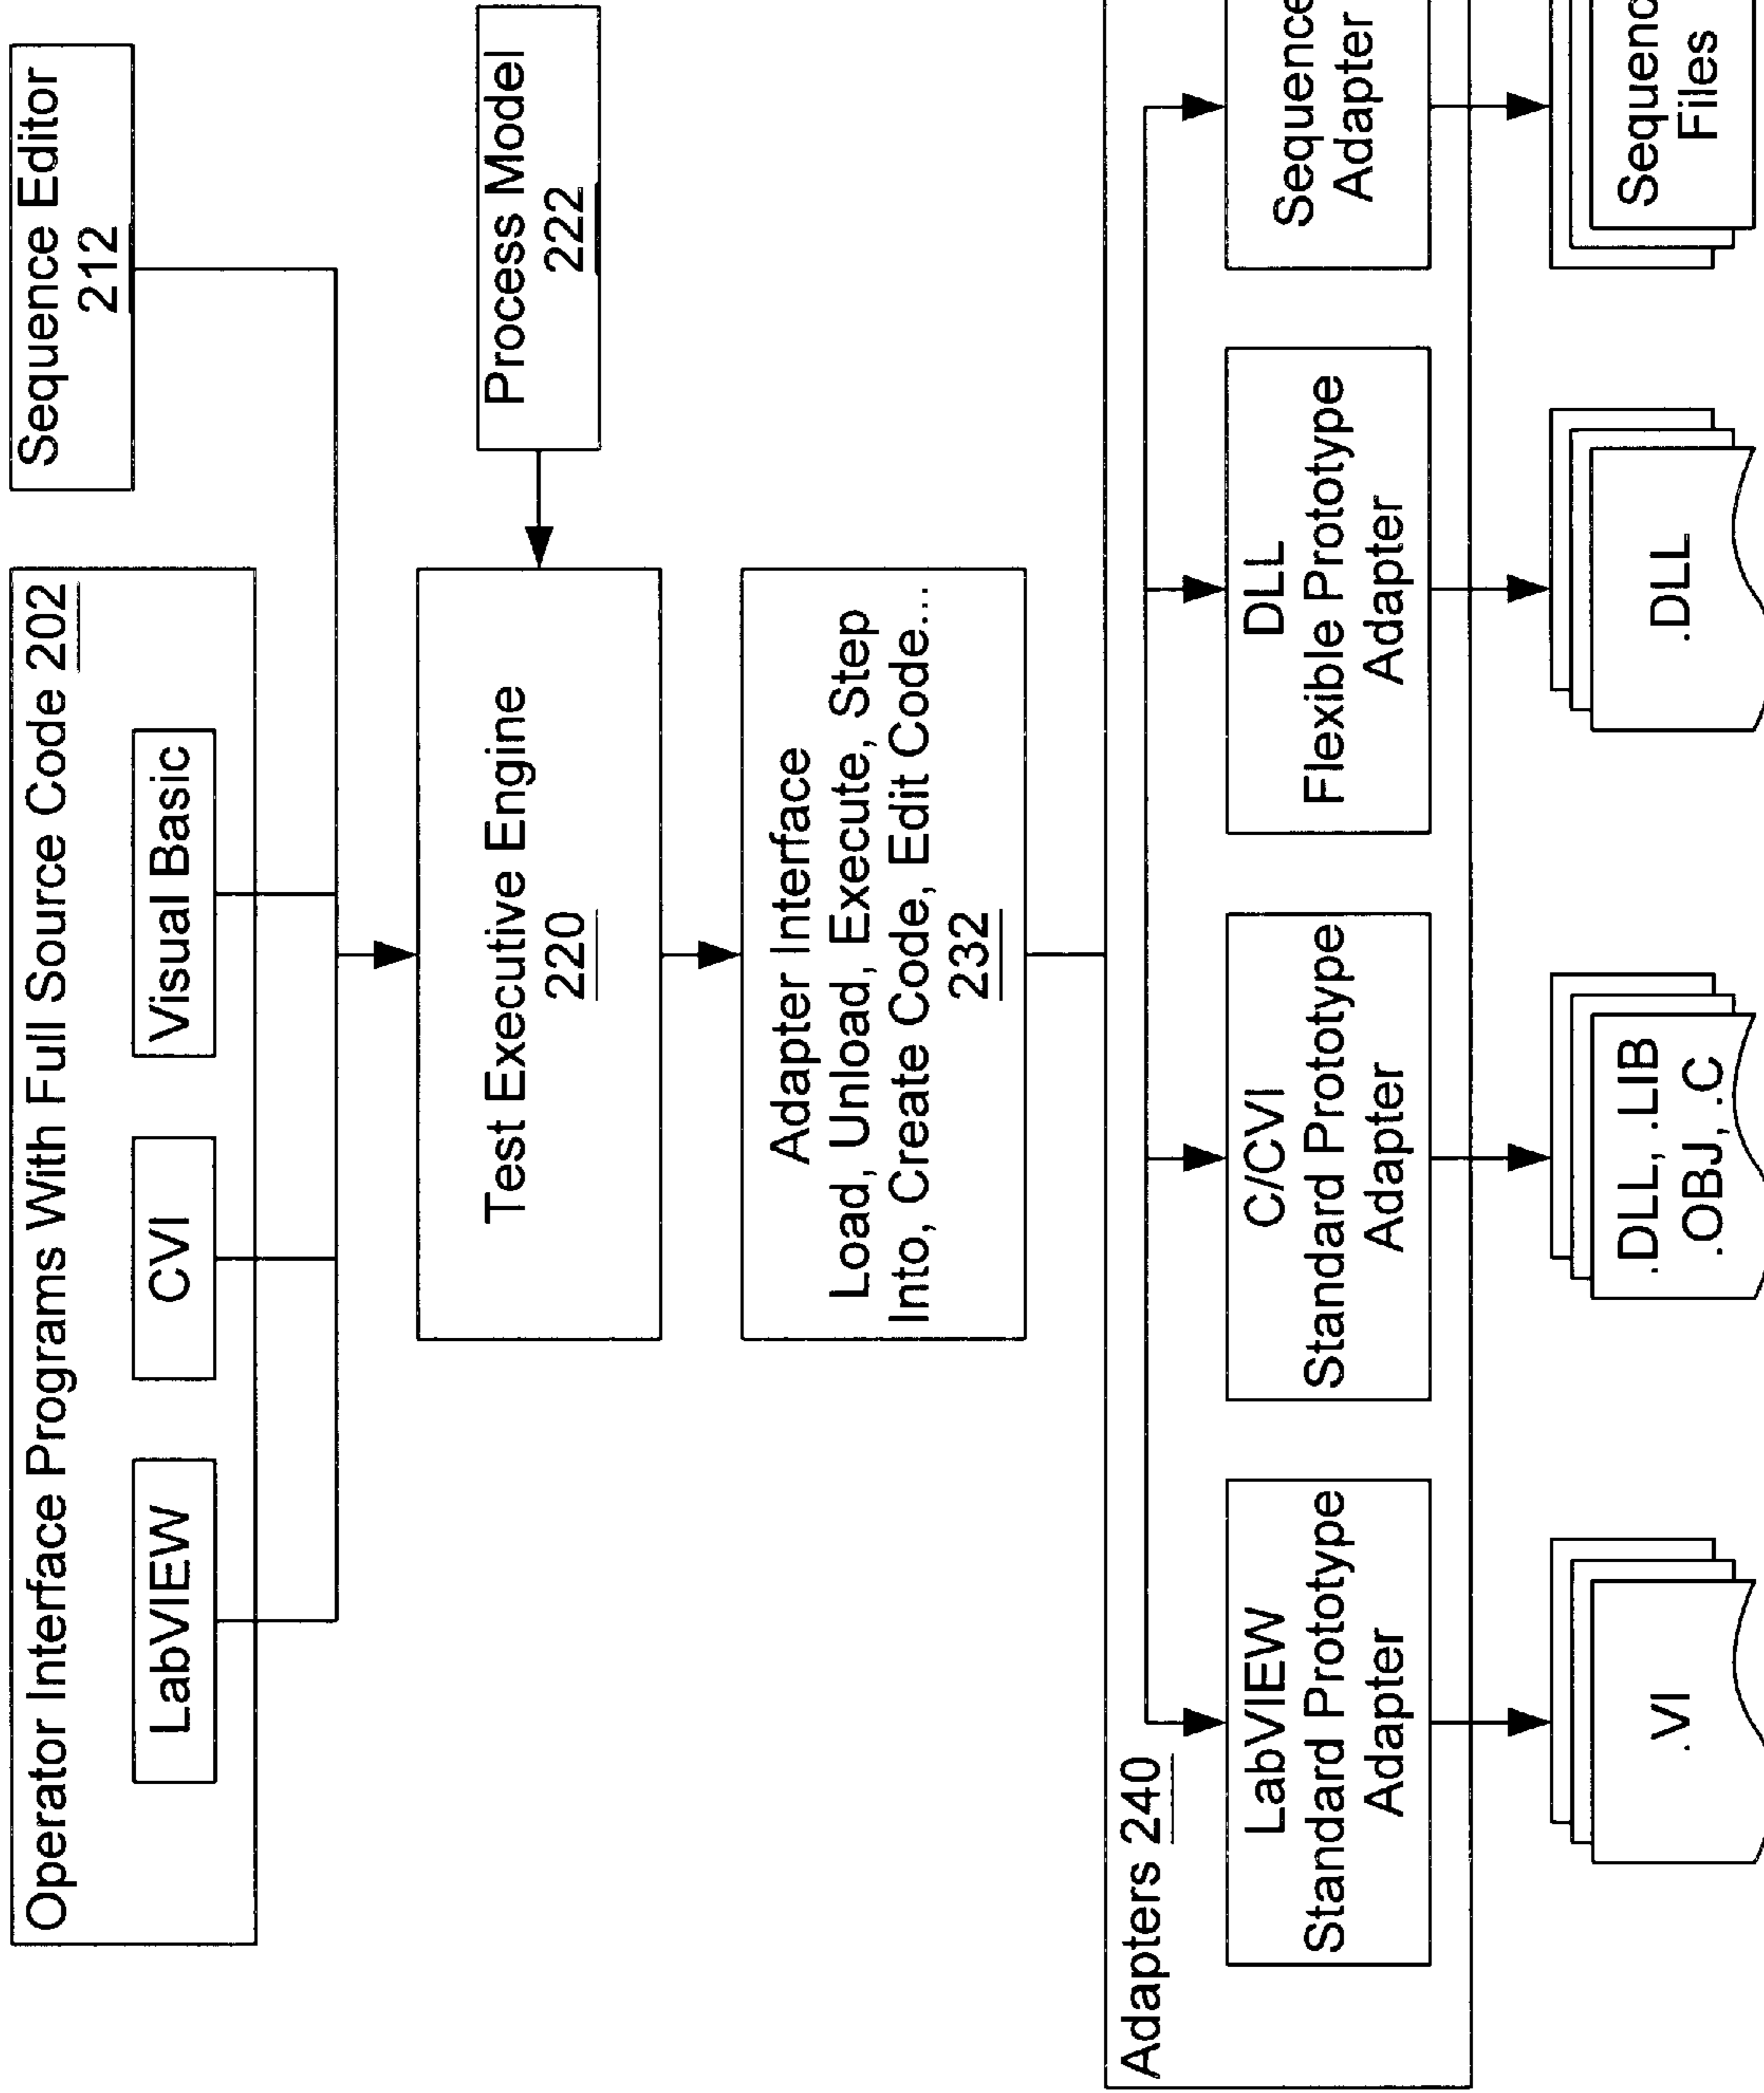 Operator Interface Programs With Full Source Code 202
LabVIEW
CVI
Visual Basic
Sequence Editor
212
Test Executive Engine
220
Process Model
222
Adapter Interface
Load, Unload, Execute, Step
Into, Create Code, Edit Code...
232
Adapters 240
LabVIEW
Standard Prototype
Adapter
C/CVI
Standard Prototype
Adapter
DLL
Flexible Prototype
Adapter
Sequence
Adapter
.VI
.DLL, .LIB
.OBJ, .C
.DLL
Sequenc
Files